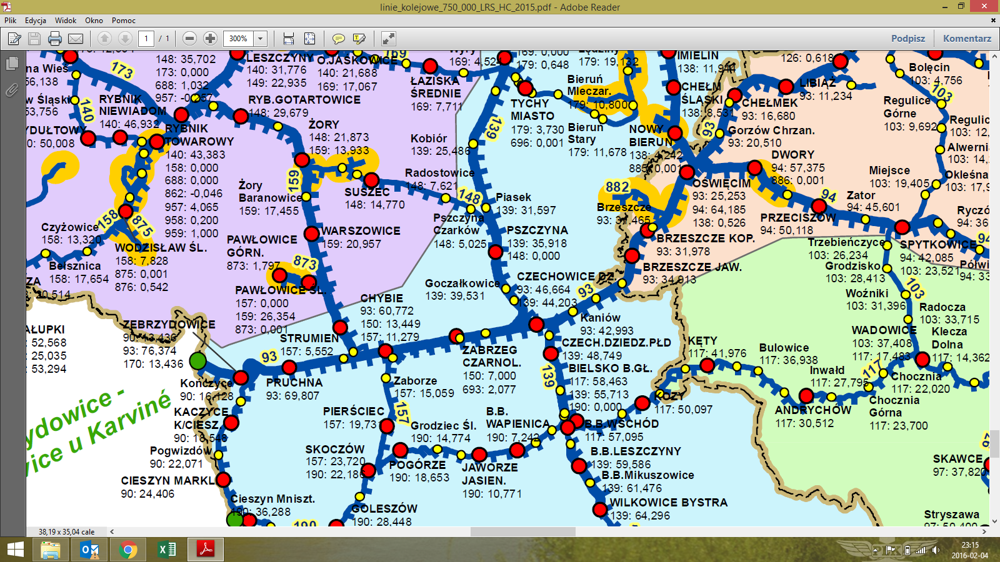 linie_kolejowe_750_000_LRS_HC_2015.pdf - Adobe Reader
Plik Edycja Widok Okno Pomoc
1 / 1
300%
Podpisz
Komentarz
na Wieś
56,138
173
148: 35,702
173: 0,000
688: 1,032
957: -0,257
LESZCZYNY
140: 31,776
149: 22,935
O.JAŚKOWICE
140: 21,688
169: 17,067
169
Wyry
169: 4,524
ŁAZISKA
ŚREDNIE
169: 7,711
169: 0,000
179: 0,648
Lędziny
179: 19,132
IMIELIN
138: 11,941
126: 0,618
Bolęcin
103: 4,756
w Śląski
53,756
140
RYBNIK
NIEWIADOM
140: 46,932
RYB.GOTARTOWICE
148: 29,679
TYCHY
MIASTO
179: 3,730
696: 0,001
Bieruń
Mleczar.
179: 10,800
Bieruń
Stary
179: 11,678
CHEŁM
ŚLĄSKI
138: 8,531
CHEŁMEK
93: 16,680
LIBIĄŻ
93: 11,234
103
Regulice
Górne
103: 9,692
YDUŁTOWY
0: 50,008
RYBNIK
TOWAROWY
140: 43,383
158: 0,000
688: 0,000
862: -0,046
957: 4,065
958: 0,200
959: 1,000
ŻORY
148: 21,873
159: 13,933
Kobiór
139: 25,486
139
NOWY
BIERUŃ
138: 4,242
885: 0,001
93
Gorzów Chrzan.
93: 20,510
DWORY
94: 57,375
886: 0,001
Miejsce
103: 19,405
159
Żory
Baranowice
159: 17,455
SUSZEC
148: 14,770
Radostowice
148: 7,621
148
Piasek
139: 31,597
882
Brzeszcze
93: 31,465
OŚWIĘCIM
93: 25,253
94: 64,185
138: 0,526
94
Zator
94: 45,601
PRZECISZÓW
94: 50,118
158
875
Czyżowice
158: 13,320
WODZISŁAW ŚL.
158: 7,828
875: 0,001
876: 0,542
Bełsznica
158: 17,654
PAWŁOWICE
GÓRN.
873: 1,797
873
WARSZOWICE
159: 20,957
Pszczyna
Czarków
148: 5,025
PSZCZYNA
139: 35,918
148: 0,000
BRZESZCZE KOP.
93: 31,978
BRZESZCZE JAW.
93: 34,913
Trzebieńczyce
103: 26,234
Grodzisko
103: 28,413
SPYTKOWICE
94: 42,085
103: 23,521
94
PAWŁOWICE ŚL.
157: 0,000
159: 26,354
873: 0,001
CHYBIE
93: 60,772
150: 13,449
157: 11,279
Goczałkowice
139: 39,531
CZECHOWICE DZ.
93: 46,664
139: 44,203
93
Kaniów
93: 42,993
103
Woźniki
103: 31,396
Radocza
103: 33,715
20,514
AŁUPKI
52,568
25,035
53,294
ZEBRZYDOWICE
90: 13,436
93: 76,374
170: 13,436
STRUMIEŃ
157: 5,552
93
PRUCHNA
93: 69,807
ZABRZEG
CZARNOL.
150: 7,000
693: 2,077
CZECH.DZIEDZ.PŁD
139: 48,749
139
BIELSKO B.GŁ.
117: 58,463
139: 55,713
190: 0,000
KĘTY
117: 41,976
WADOWICE
103: 37,408
117: 17,483
Klecza
Dolna
117: 14,362
Bulowice
117: 36,938
Inwałd
117: 27,795
117
Chocznia
117: 22,020
Chocznia
Górna
117: 23,700
ANDRYCHÓW
117: 30,512
KOZY
117: 50,097
Kończyce
90: 16,128
Zaborze
157: 15,059
157
KACZYCE
K/CIESZ.
90: 18,548
PIERŚCIEC
157: 19,731
Grodziec Śl.
190: 14,774
B.B.
WAPIENICA
190: 7,242
B.B.WSCHÓD
117: 57,095
Pogwizdów
90: 22,071
SKOCZÓW
157: 23,720
190: 22,186
POGÓRZE
190: 18,653
JAWORZE
JASIEN.
190: 10,771
B.B.LESZCZYNY
139: 59,586
B.B.Mikuszowice
139: 61,476
SKAWCE
97: 37,820
CIESZYN MARKL.
90: 24,406
Cieszyn Mniszt.
190: 36,288
190
GOLESZÓW
190: 28,448
WILKOWICE BYSTRA
139: 64,296
Stryszawa
97: 50,400
ydowice -
vice u Karviné
38,19 x 35,04 cale
23:15
2016-02-04